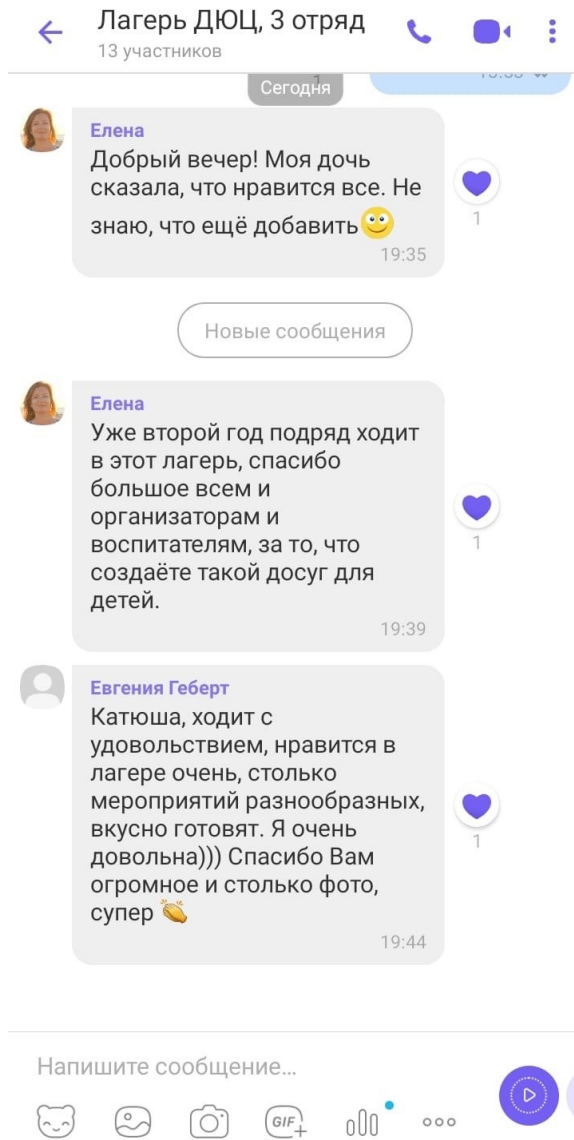 Лагерь ДЮЦ, 3 отряд
13 участников
Сегодня
Елена
Добрый вечер! Моя дочь
сказала, что нравится все. Не
знаю, что ещё добавить
19:35
1
Новые сообщения
Елена
Уже второй год подряд ходит
в этот лагерь, спасибо
большое всем и
организаторам и
воспитателям, за то, что
создаёте такой досуг для
детей.
19:39
1
Евгения Геберт
Катюша, ходит с
удовольствием, нравится в
лагере очень, столько
мероприятий разнообразных,
вкусно готовят. Я очень
довольна))) Спасибо Вам
огромное и столько фото,
супер
19:44
1
Напишите сообщение...
GIF